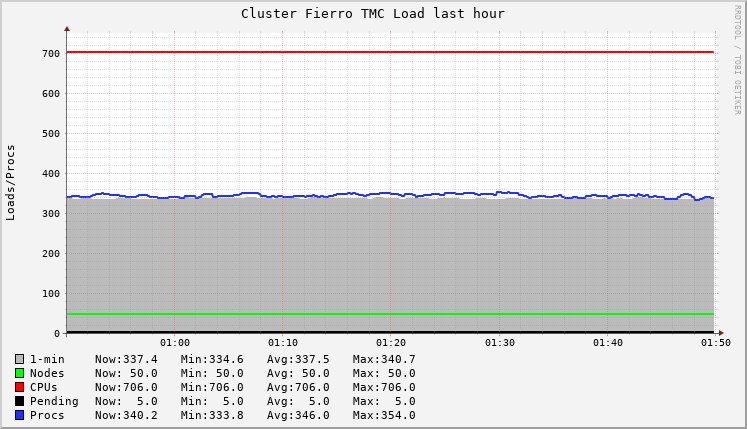 Cluster Fierro TMC Load last hour
RRDTOOL / TOBI OETIKER
Loads/Procs
700
600
500
400
300
200
100
0
01:00 01:10 01:20 01:30 01:40 01:50
1-min Now:337.4 Min:334.6 Avg:337.5 Max:340.7
Nodes Now: 50.0 Min: 50.0 Avg: 50.0 Max: 50.0
CPUs Now:706.0 Min:706.0 Avg:706.0 Max:706.0
Pending Now: 5.0 Min: 5.0 Avg: 5.0 Max: 5.0
Procs Now:340.2 Min:333.8 Avg:346.0 Max:354.0